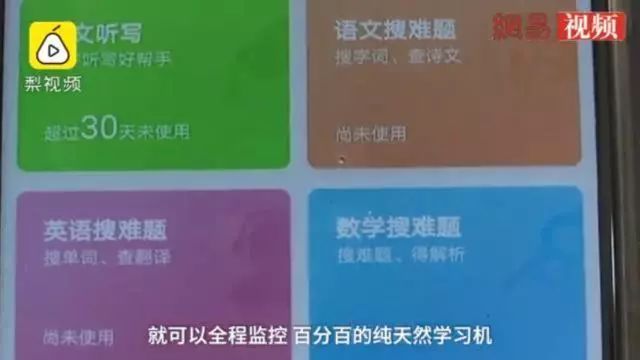 文听写
听写好帮手
超过30天未使用
语文搜难题
搜字词、查诗文
尚未使用
英语搜难题
搜单词、查翻译
尚未使用
数学搜难题
搜难题、得解析
梨视频
網易视频
就可以全程监控 百分百的纯天然学习机